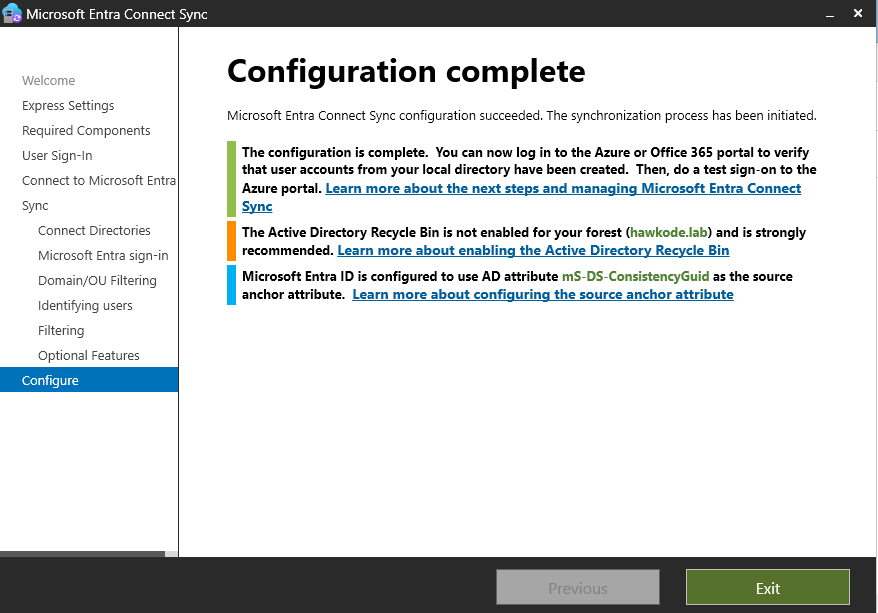 Microsoft Entra Connect Sync
Welcome
Express Settings
Required Components
User Sign-In
Connect to Microsoft Entra
Sync
Connect Directories
Microsoft Entra sign-in
Domain/OU Filtering
Identifying users
Filtering
Optional Features
Configure
Configuration complete
Microsoft Entra Connect Sync configuration succeeded. The synchronization process has been initiated.
The configuration is complete.  You can now log in to the Azure or Office 365 portal to verify
that user accounts from your local directory have been created.  Then, do a test sign-on to the
Azure portal. Learn more about the next steps and managing Microsoft Entra Connect
Sync
The Active Directory Recycle Bin is not enabled for your forest (hawkode.lab) and is strongly
recommended. Learn more about enabling the Active Directory Recycle Bin
Microsoft Entra ID is configured to use AD attribute mS-DS-ConsistencyGuid as the source
anchor attribute.  Learn more about configuring the source anchor attribute
Previous
Exit